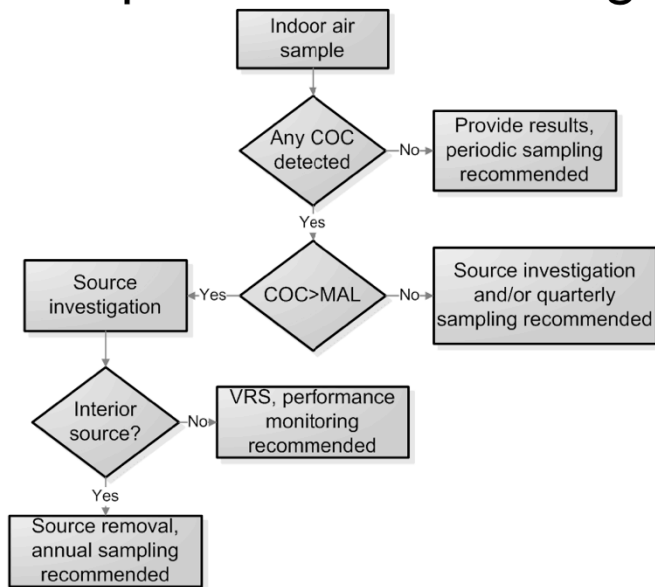 Indoor air
sample
Any COC
detected
No
Provide results,
periodic sampling
recommended
Yes
COC>MAL
No
Source investigation
and/or quarterly
sampling recommended
Yes
Source
investigation
Interior
source?
No
VRS, performance
monitoring
recommended
Yes
Source removal,
annual sampling
recommended